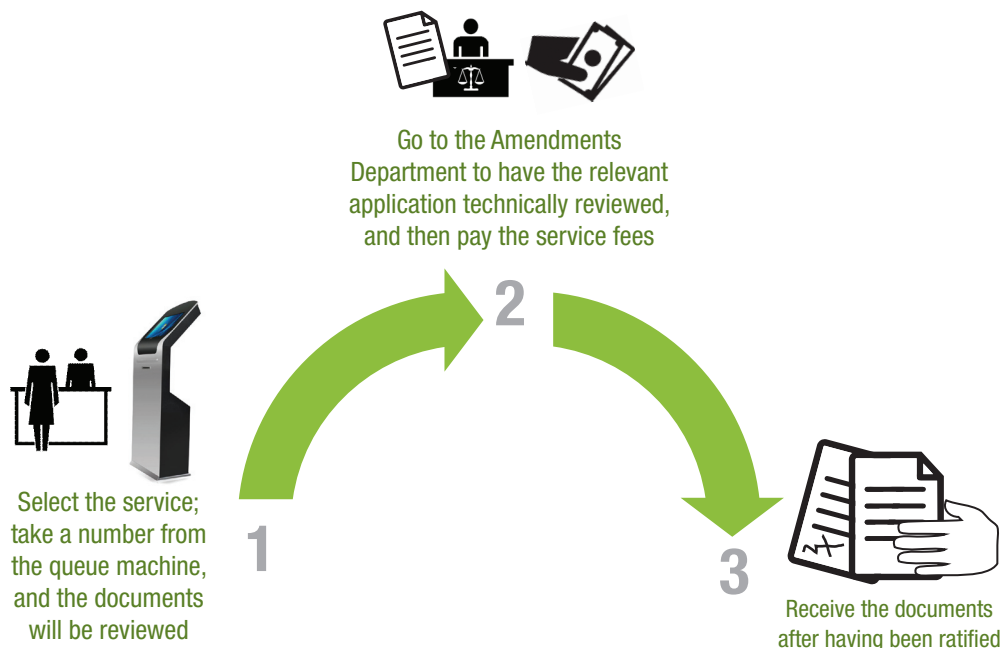 1
Select the service;
take a number from
the queue machine,
and the documents
will be reviewed
2
Go to the Amendments
Department to have the relevant
application technically reviewed,
and then pay the service fees
3
Receive the documents
after having been ratified